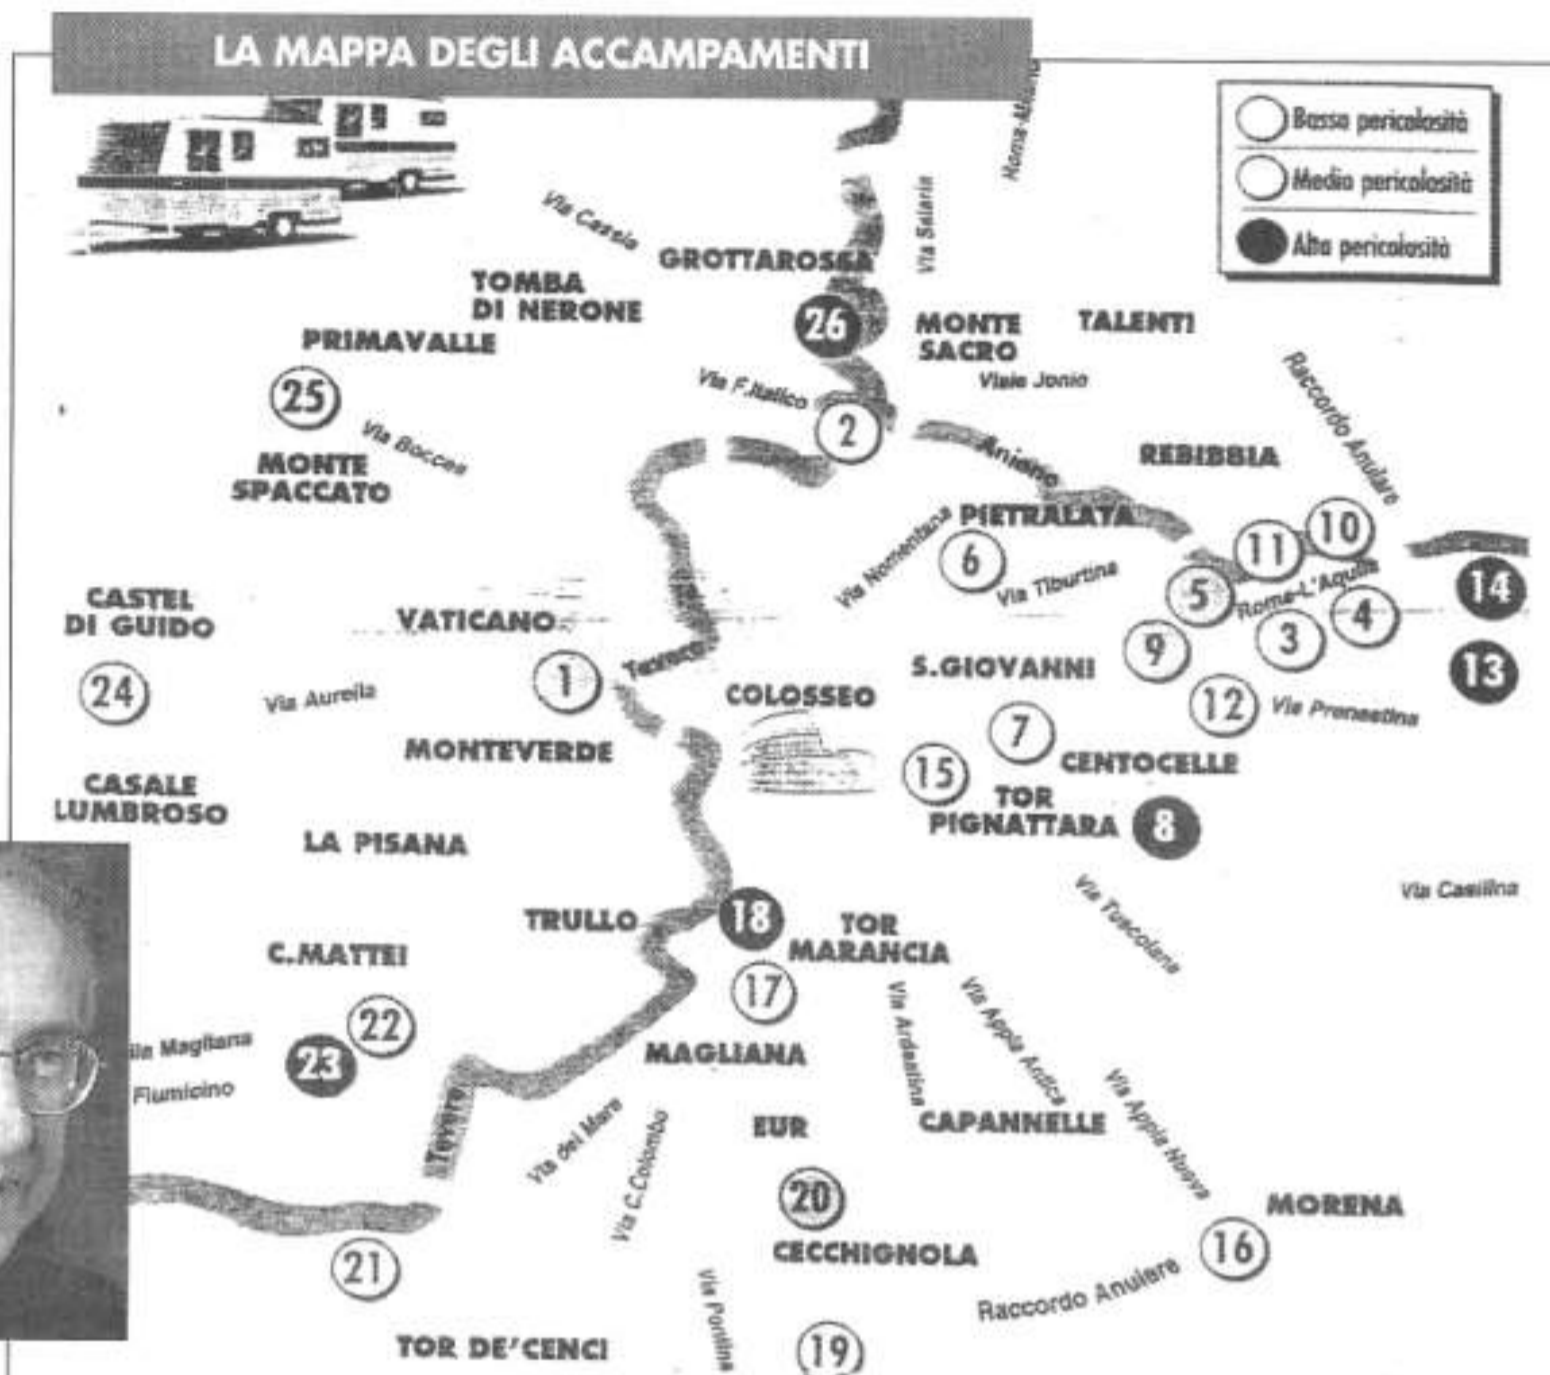 LA MAPPA DEGLI ACCAMPAMENTI
Bassa pericolosità
Media pericolosità
Alta pericolosità
Via Salaria
Via Cassia
GROTTAROSSA
TOMBA
DI NERONE
26
MONTE
SACRO
TALENTI
PRIMAVALLE
Viale Jonio
Via F.Italico
25
2
Raccordo Anulare
Via Boccea
Aniene
REBIBBIA
MONTE
SPACCATO
Via Nomentana
PIETRALATA
6
Via Tiburtina
11
10
5
Roma-L'Aquila
14
3
4
CASTEL
DI GUIDO
VATICANO
Tevere
1
9
13
24
Via Aurelia
COLOSSEO
S.GIOVANNI
12
Via Prenestina
MONTEVERDE
7
CENTOCELLE
15
TOR
PIGNATTARA
8
CASALE
LUMBROSO
LA PISANA
Via Tuscolana
Via Casilina
TRULLO
18
TOR
MARANCIA
C.MATTEI
17
Via Ardeatina
Via Appia Antica
22
23
Magliana
Fiumicino
MAGLIANA
Tevere
Via del Mare
Via C.Colombo
EUR
CAPANNELLE
Via Appia Nuova
20
MORENA
CECCHIGNOLA
16
21
Raccordo Anulare
Via Pontina
TOR DE'CENCI
19